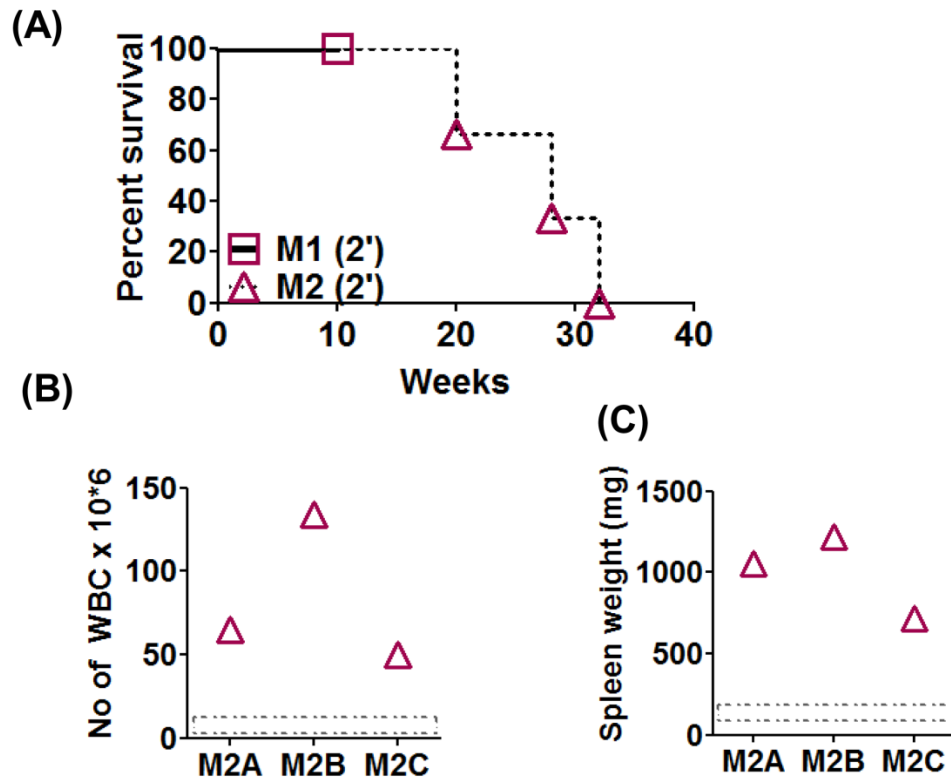 (A)
Percent survival
100
80
60
40
20
0
M1 (2')
M2 (2')
0 10 20 30 40
Weeks
(B)
No of WBC x 10*6
150
100
50
0
M2A M2B M2C
(C)
Spleen weight (mg)
1500
1000
500
0
M2A M2B M2C